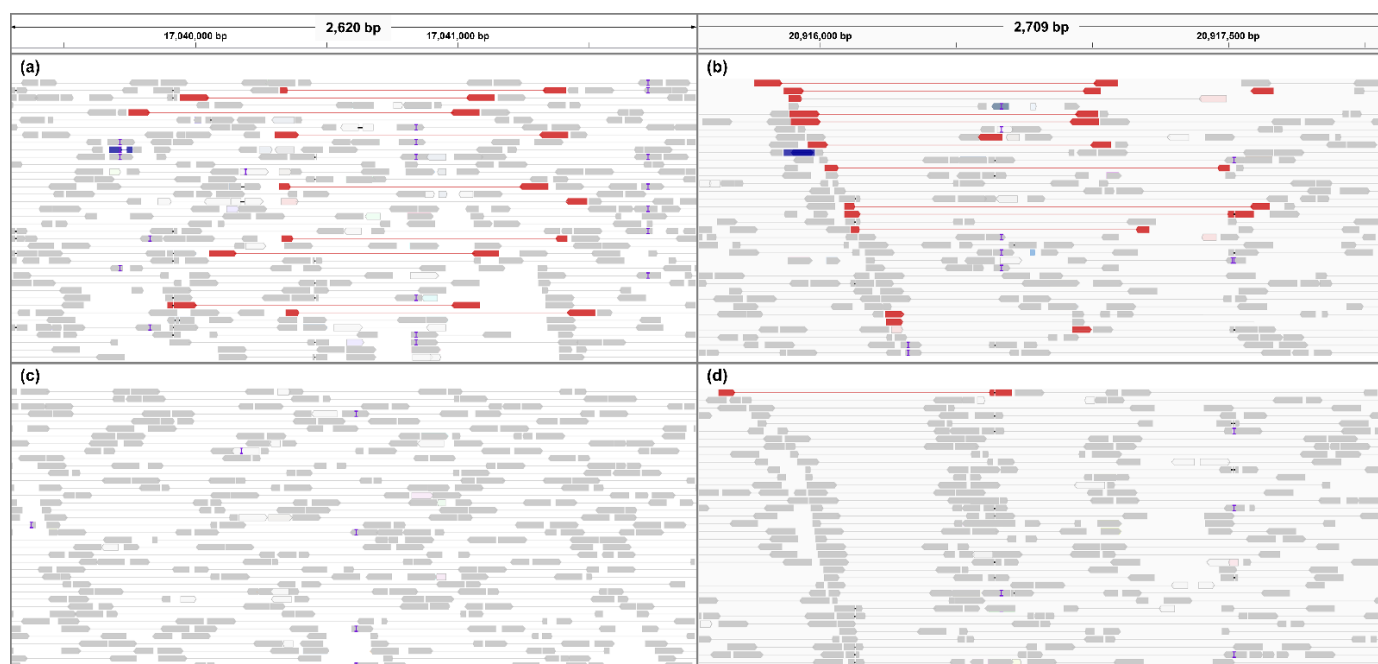 2,620 bp
2,709 bp
17,040,000 bp
17,041,000 bp
20,916,000 bp
20,917,500 bp
(a)
(b)
(c)
(d)